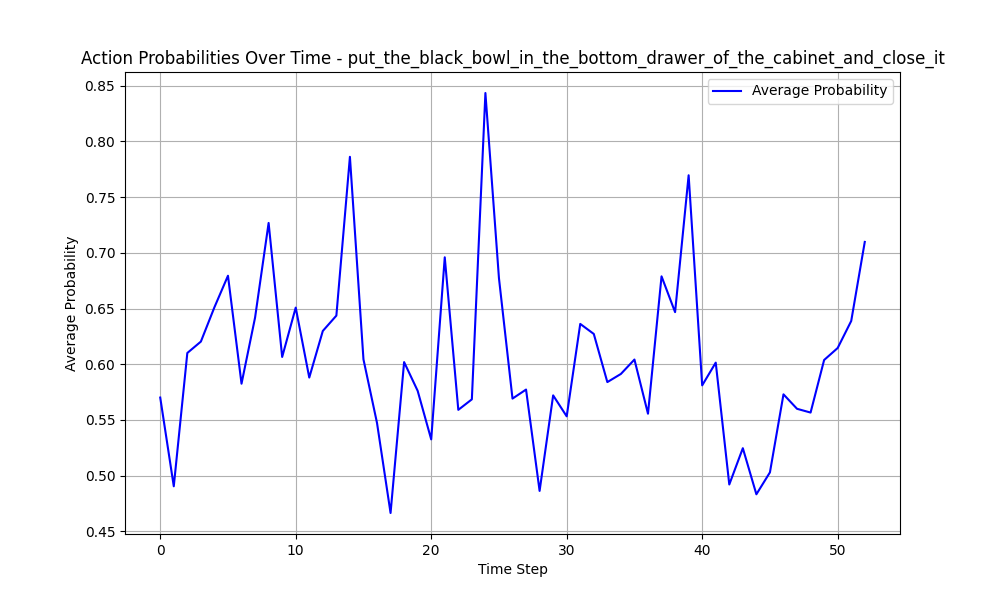 Action Probabilities Over Time - put_the_black_bowl_in_the_bottom_drawer_of_the_cabinet_and_close_it
Average Probability
0.85
0.80
0.75
0.70
0.65
0.60
0.55
0.50
0.45
Average Probability
0 10 20 30 40 50
Time Step